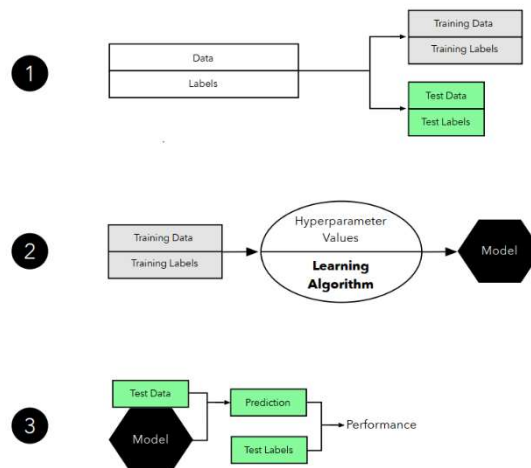 1
Data
Labels
Training Data
Training Labels
Test Data
Test Labels
2
Training Data
Training Labels
Hyperparameter
Values
Learning
Algorithm
Model
3
Test Data
Model
Prediction
Test Labels
Performance